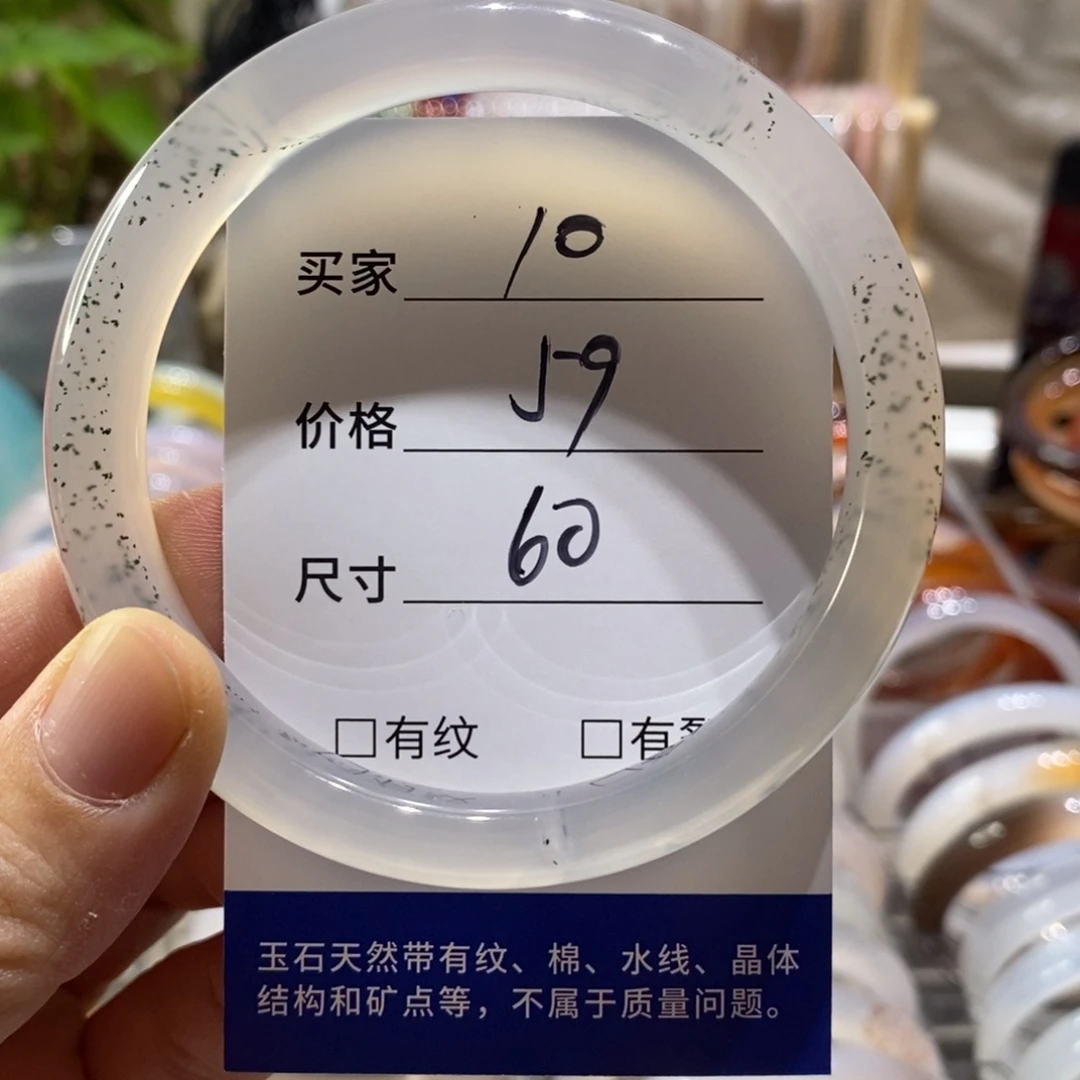 买家 10
价格 59
尺寸 60
□有纹 □有
玉石天然带有纹、棉、水线、晶体
结构和矿点等，不属于质量问题。